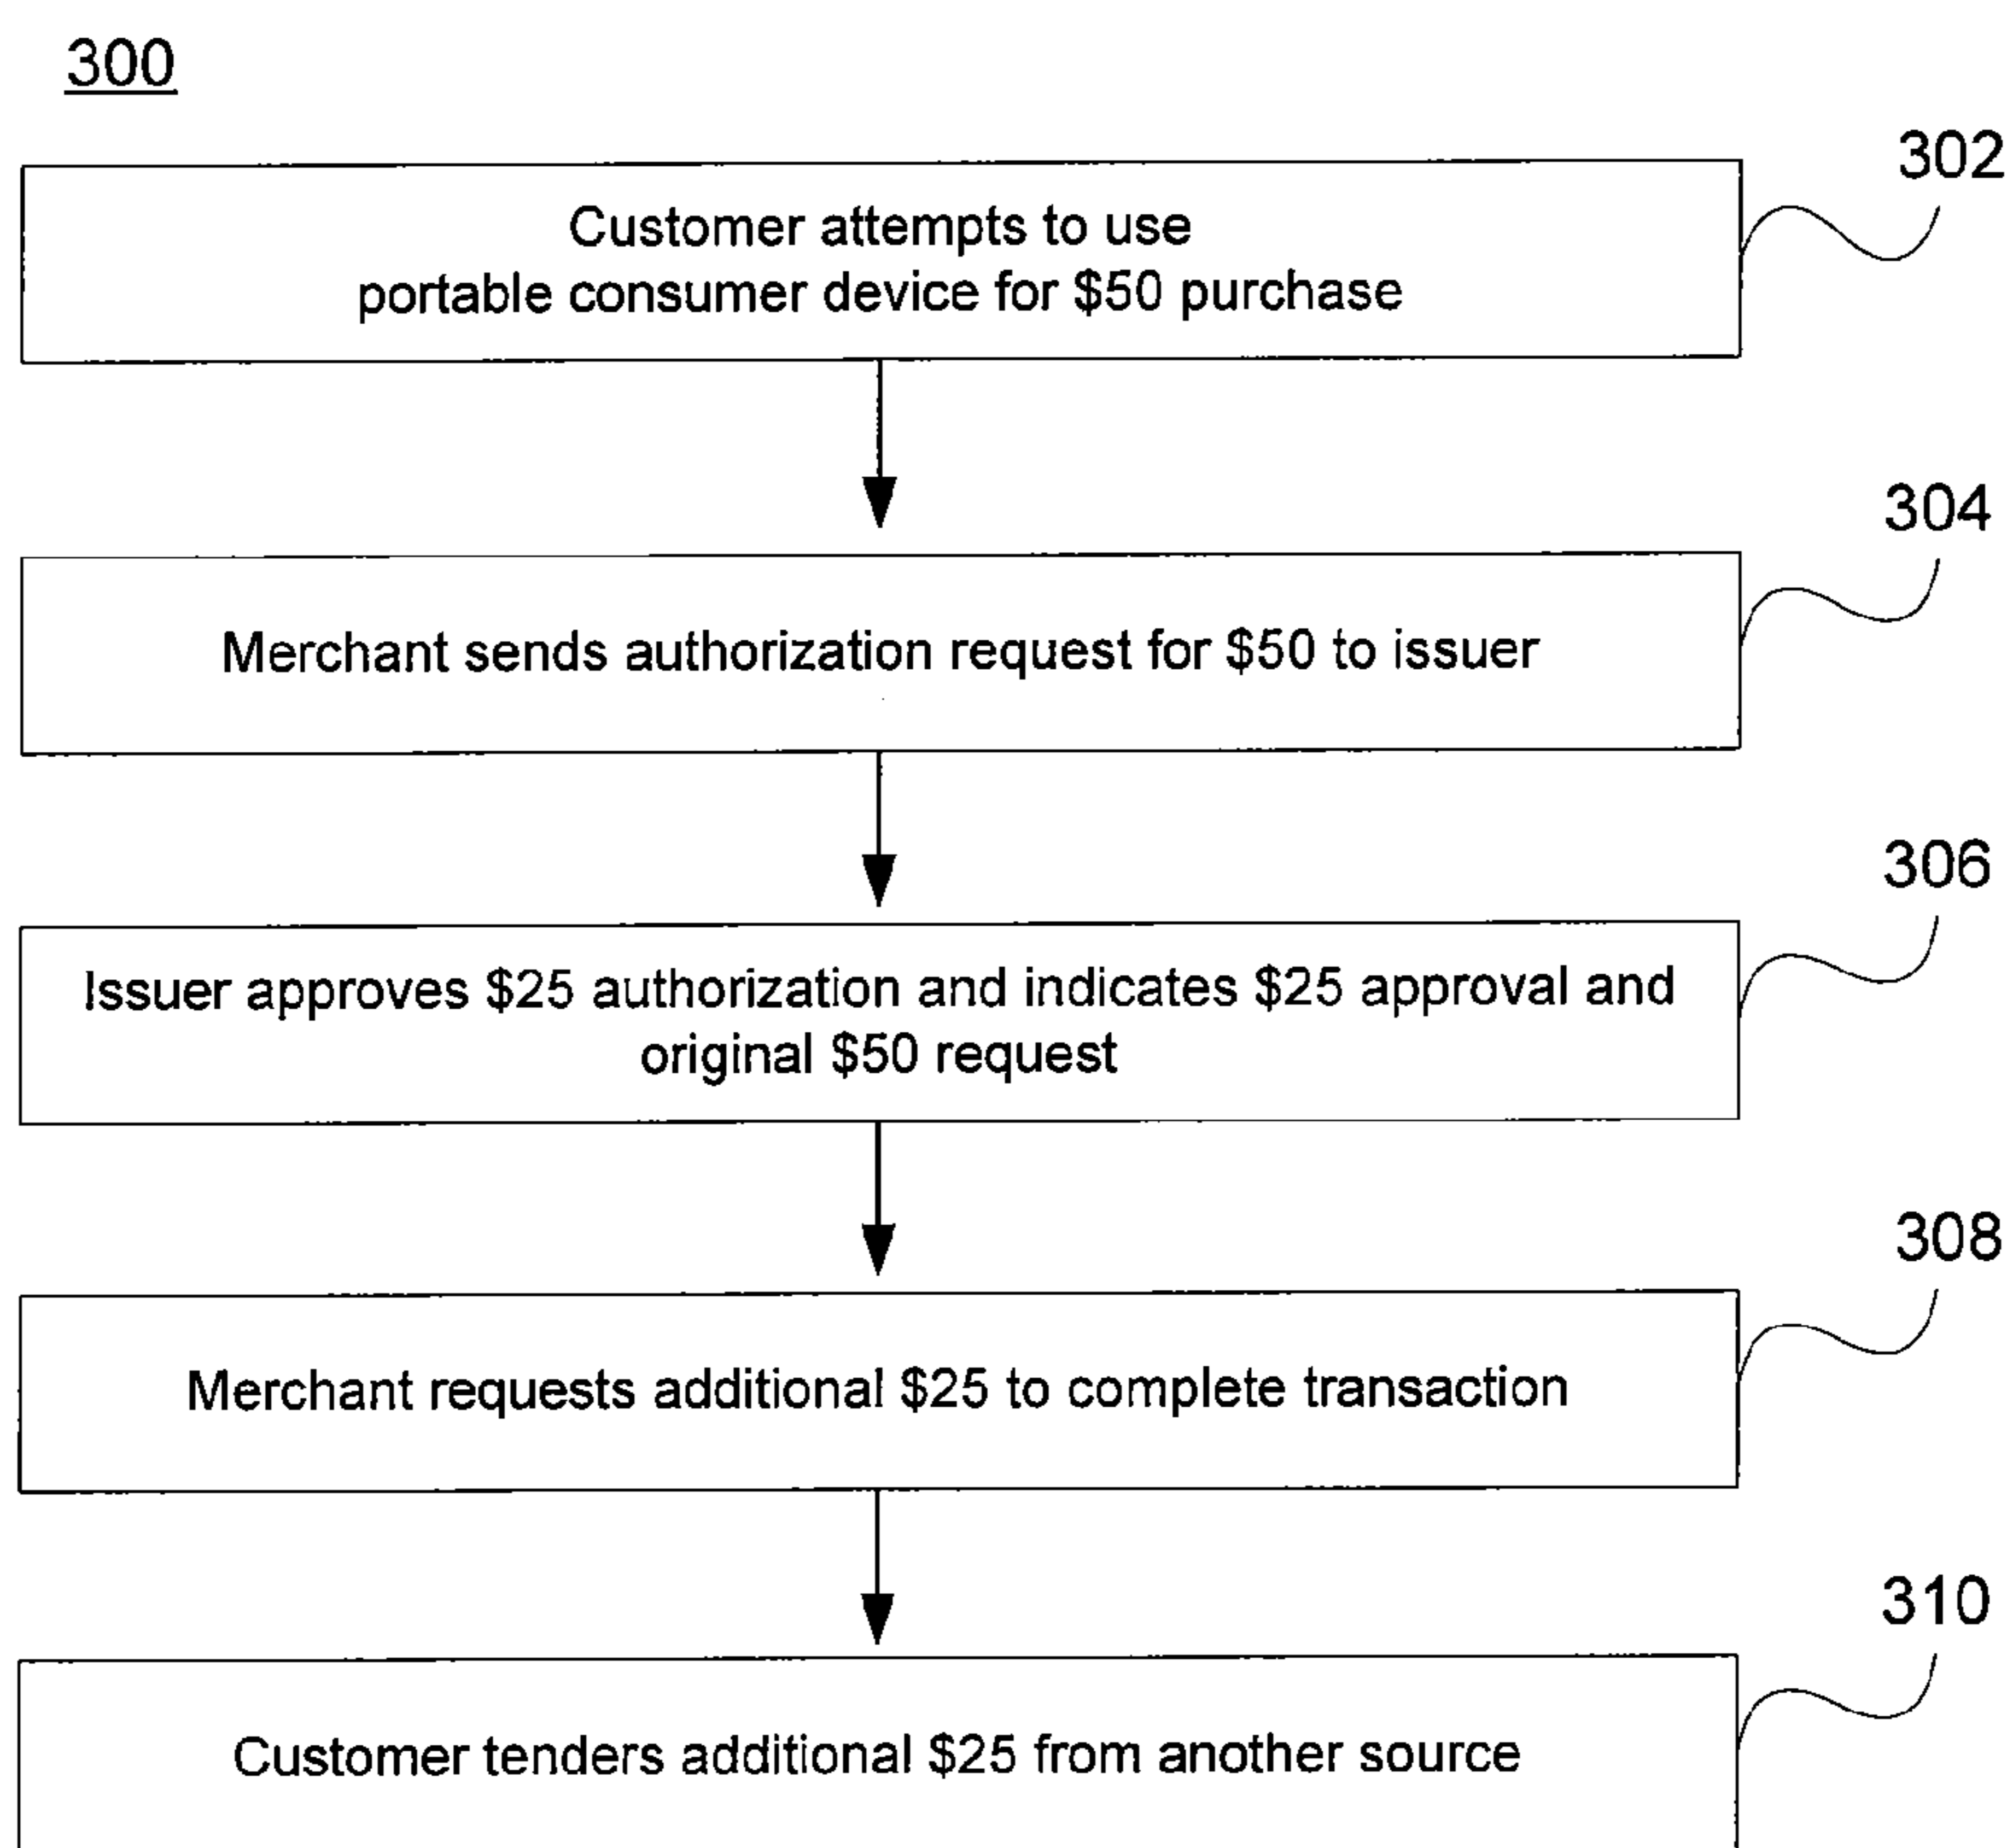 300
302
Customer attempts to use
portable consumer device for $50 purchase
304
Merchant sends authorization request for $50 to issuer
306
Issuer approves $25 authorization and indicates $25 approval and
original $50 request
308
Merchant requests additional $25 to complete transaction
310
Customer tenders additional $25 from another source